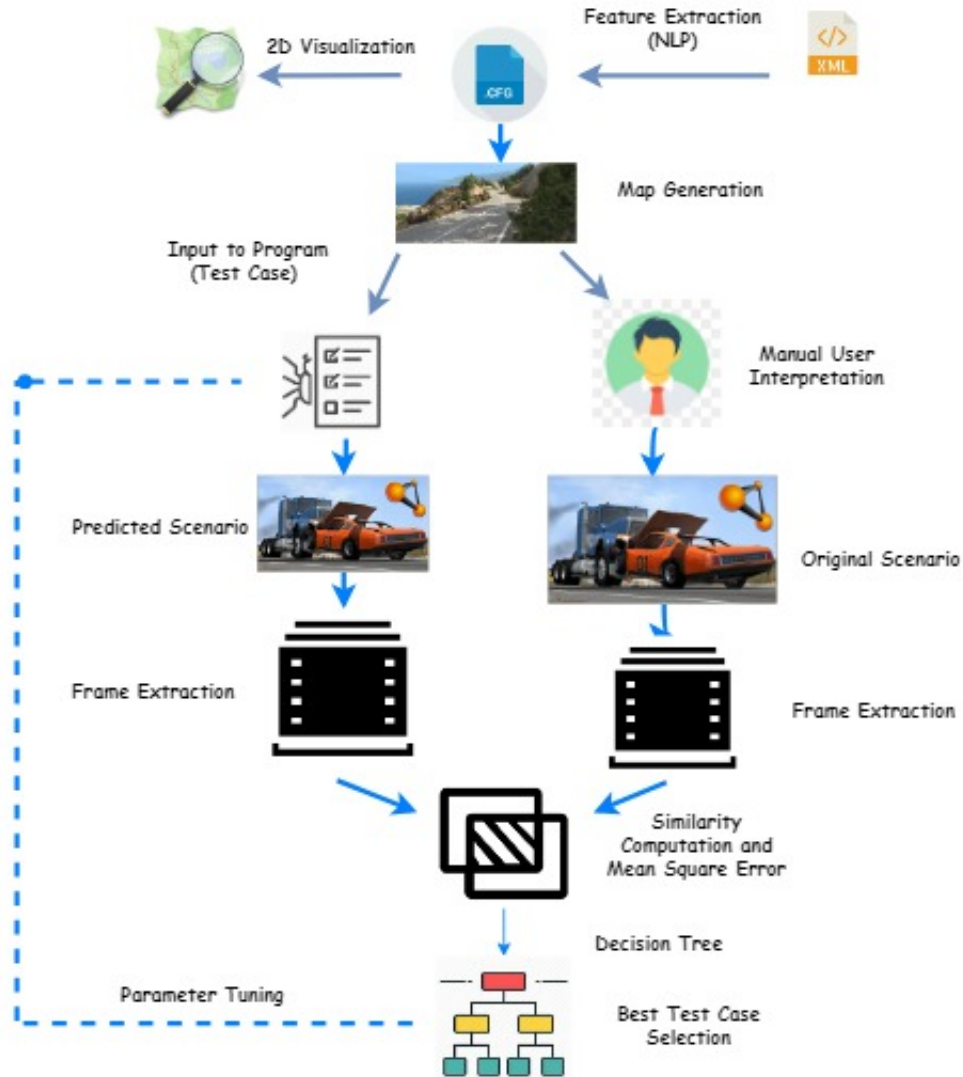 Feature Extraction
(NLP)
2D Visualization
</>
XML
.CFG
Map Generation
Input to Program
(Test Case)
Manual User
Interpretation
Predicted Scenario
01
01
Original Scenario
Frame Extraction
Frame Extraction
Similarity
Computation and
Mean Square Error
Decision Tree
Parameter Tuning
Best Test Case
Selection